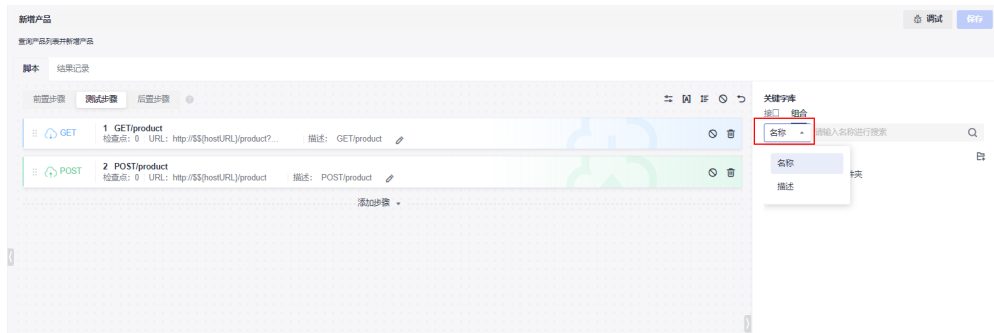 新增产品
调试
保存
查询产品列表并新增产品
脚本 结果记录
前置步骤 测试步骤 后置步骤
关键字库
接口 组合
GET 1 GET/product
检查点: 0 URL: http://$${hostURL}/product?... 描述: GET/product
名称 请输入名称进行搜索
POST 2 POST/product
检查点: 0 URL: http://$${hostURL}/product 描述: POST/product
名称
描述
件夹
添加步骤